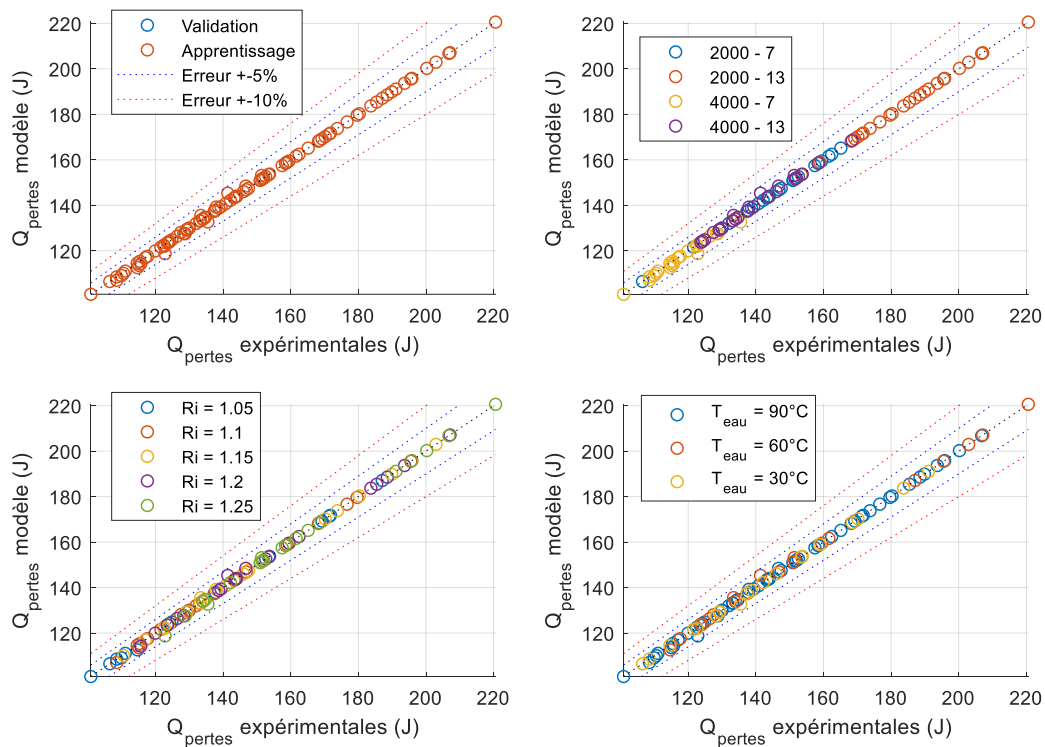 Q_pertes modèle (J)
220
200
180
160
140
120
Validation
Apprentissage
Erreur +-5%
Erreur +-10%
120 140 160 180 200 220
Q_pertes expérimentales (J)
Q_pertes modèle (J)
220
200
180
160
140
120
2000 - 7
2000 - 13
4000 - 7
4000 - 13
120 140 160 180 200 220
Q_pertes expérimentales (J)
Q_pertes modèle (J)
220
200
180
160
140
120
Ri = 1.05
Ri = 1.1
Ri = 1.15
Ri = 1.2
Ri = 1.25
120 140 160 180 200 220
Q_pertes expérimentales (J)
Q_pertes modèle (J)
220
200
180
160
140
120
T_eau = 90°C
T_eau = 60°C
T_eau = 30°C
120 140 160 180 200 220
Q_pertes expérimentales (J)